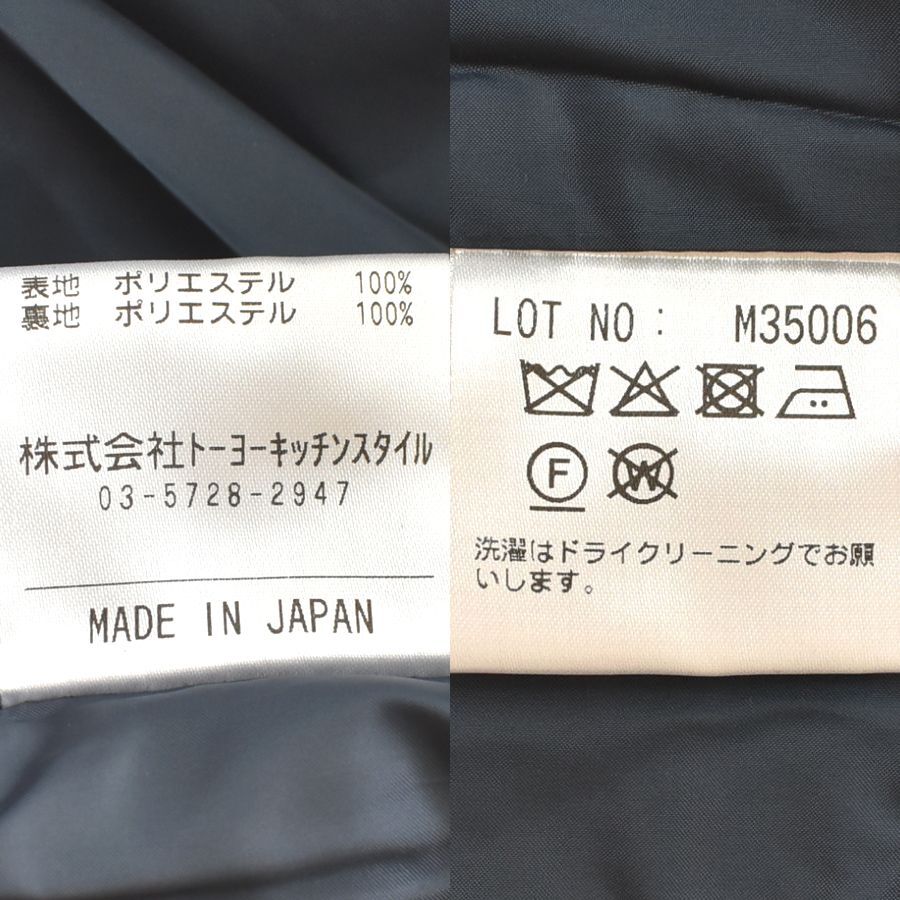 表地 ポリエステル 100%
裏地 ポリエステル 100%
株式会社トーヨーキッチンスタイル
03-5728-2947
MADE IN JAPAN
LOT NO: M35006
F W
洗濯はドライクリーニングでお願
いします。